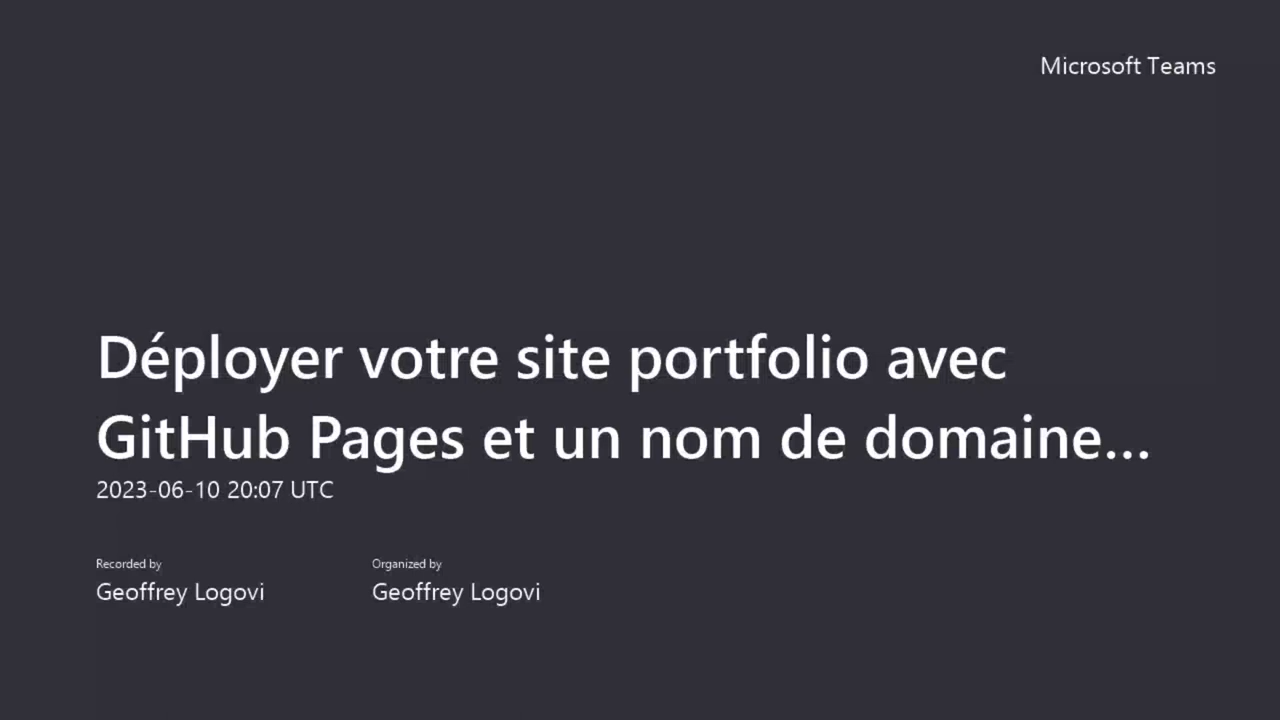 Microsoft Teams
Déployer votre site portfolio avec
GitHub Pages et un nom de domaine...
2023-06-10 20:07 UTC
Recorded by
Geoffrey Logovi
Organized by
Geoffrey Logovi